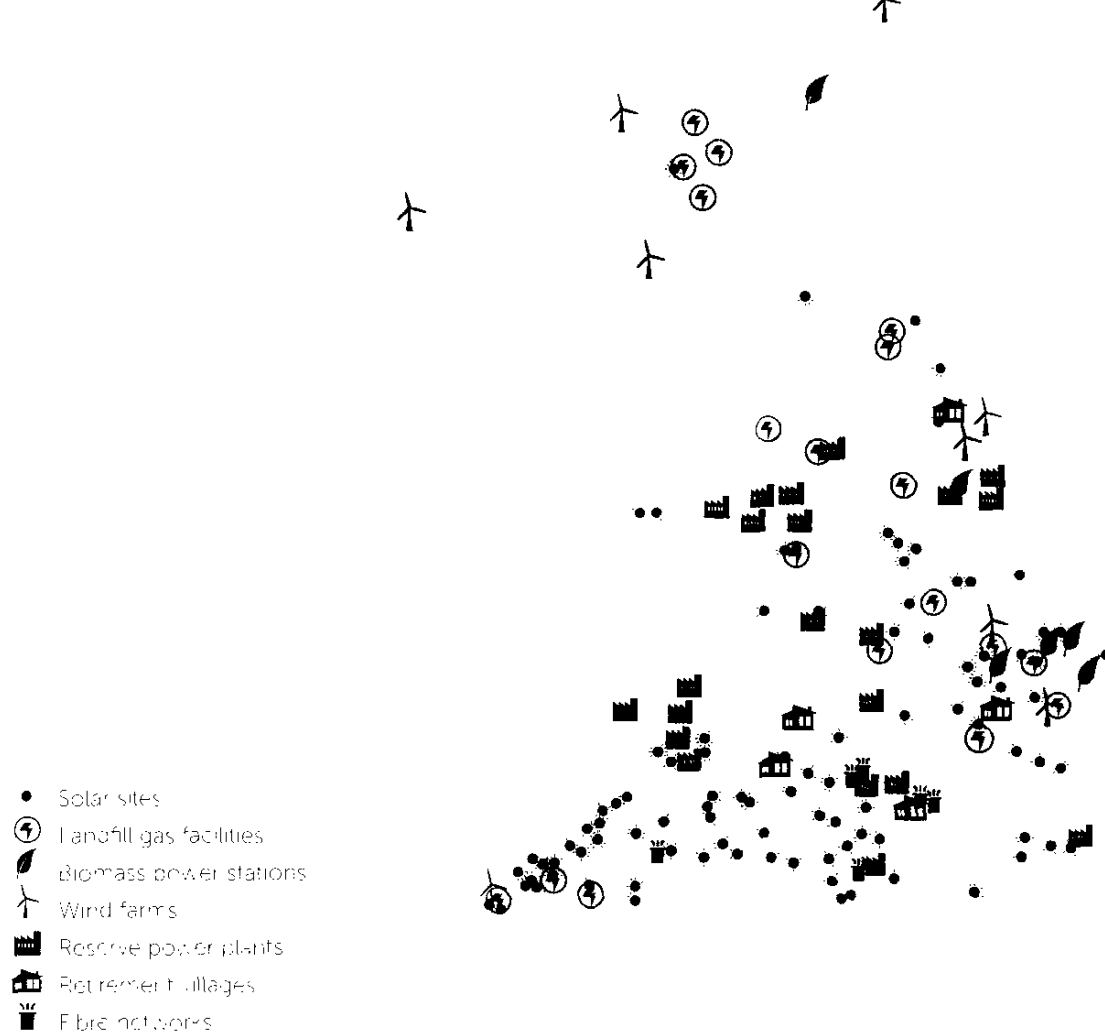 Solar sites
Landfill gas facilities
Biomass power stations
Wind farms
Reserve power plants
Retirement villages
Fibre networks